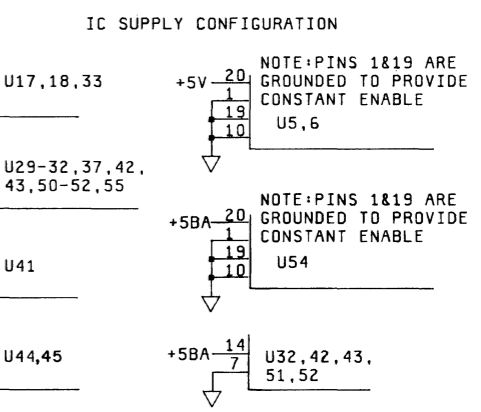 IC SUPPLY CONFIGURATION
U17,18,33
U29-32,37,42,
43,50-52,55
U41
U44,45
NOTE:PINS 1&19 ARE
GROUNDED TO PROVIDE
CONSTANT ENABLE
+5V
20
1
19
10
U5,6
NOTE:PINS 1&19 ARE
GROUNDED TO PROVIDE
CONSTANT ENABLE
+5BA
20
1
19
10
U54
+5BA
14
7
U32,42,43,
51,52